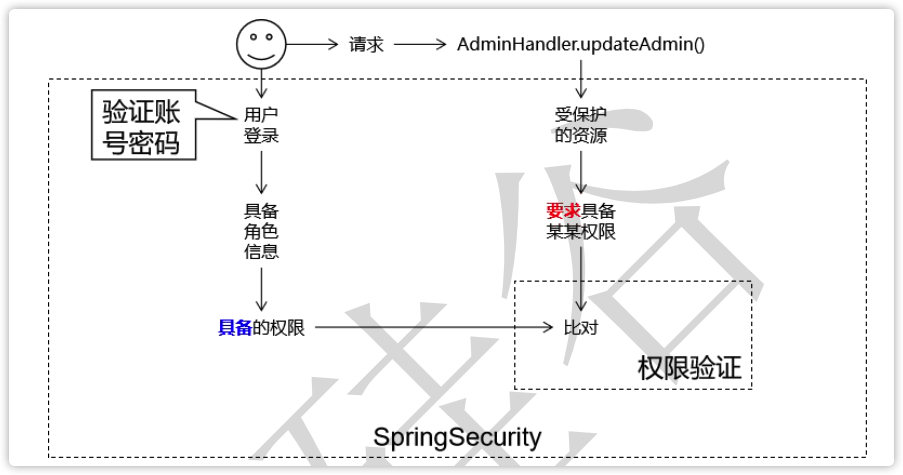 请求
AdminHandler.updateAdmin()
验证账
号密码
用户
登录
受保护
的资源
具备
角色
信息
要求具备
某某权限
具备的权限
比对
权限验证
SpringSecurity